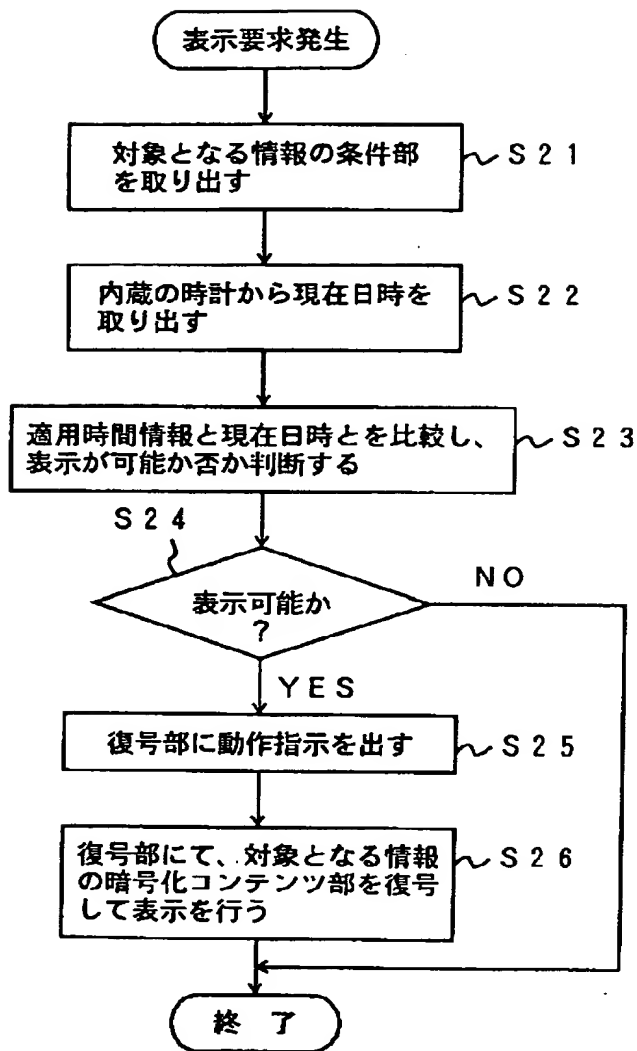 表示要求発生
対象となる情報の条件部
を取り出す
S21
内蔵の時計から現在日時を
取り出す
S22
適用時間情報と現在日時とを比較し、
表示が可能か否か判断する
S23
S24
表示可能か
?
NO
YES
復号部に動作指示を出す
S25
復号部にて、対象となる情報
の暗号化コンテンツ部を復号
して表示を行う
S26
終了